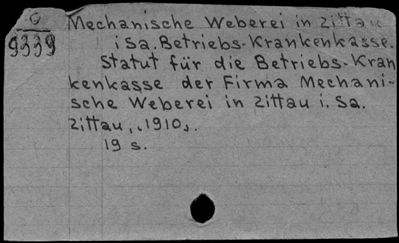 G
9339
Mechanische Weberei in Zittau
i Sa. Betriebs-Krankenkasse.
Statut für die Betriebs-Kran
kenkasse der Firma Mechani-
sche Weberei in Zittau i. Sa.
Zittau, 1910,.
19 s.